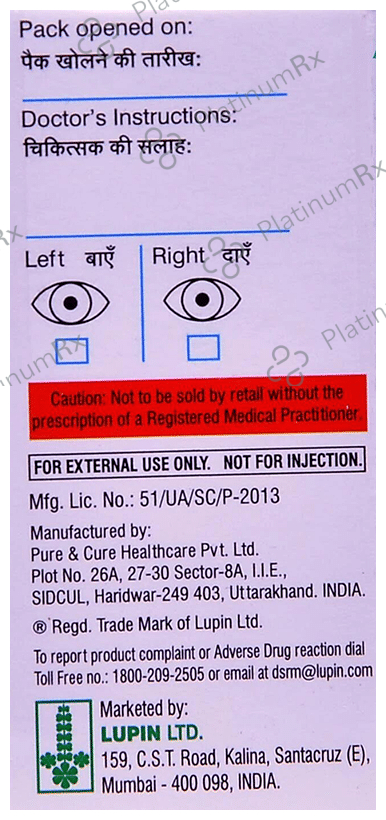 Pack opened on:
पैक खोलने की तारीख:
Doctor's Instructions:
चिकित्सक की सलाह:
Left बाएँ Right दाएँ
Caution: Not to be sold by retail without the
prescription of a Registered Medical Practitioner.
FOR EXTERNAL USE ONLY. NOT FOR INJECTION.
Mfg. Lic. No.: 51/UA/SC/P-2013
Manufactured by:
Pure & Cure Healthcare Pvt. Ltd.
Plot No. 26A, 27-30 Sector-8A, I.I.E.,
SIDCUL, Haridwar-249 403, Uttarakhand. INDIA.
® Regd. Trade Mark of Lupin Ltd.
To report product complaint or Adverse Drug reaction dial
Toll Free no.: 1800-209-2505 or email at dsrm@lupin.com
Marketed by:
LUPIN LTD.
159, C.S.T. Road, Kalina, Santacruz (E),
Mumbai - 400 098, INDIA.
PlatinumRx
PlatinumRx
PlatinumRx